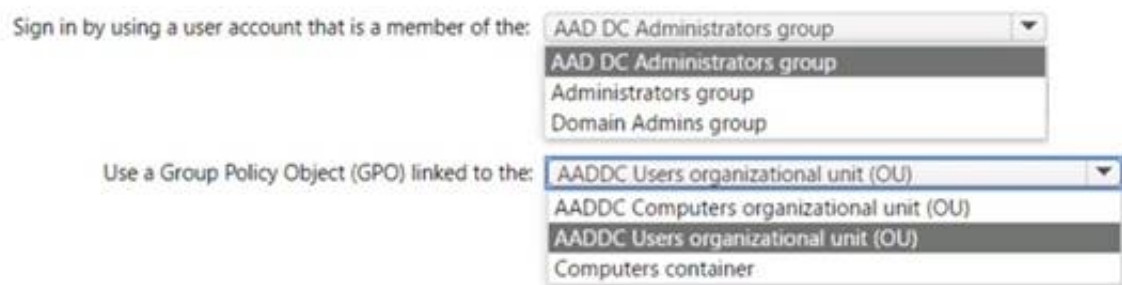 Sign in by using a user account that is a member of the: AAD DC Administrators group
AAD DC Administrators group
Administrators group
Domain Admins group
Use a Group Policy Object (GPO) linked to the: AADDC Users organizational unit (OU)
AADDC Computers organizational unit (OU)
AADDC Users organizational unit (OU)
Computers container